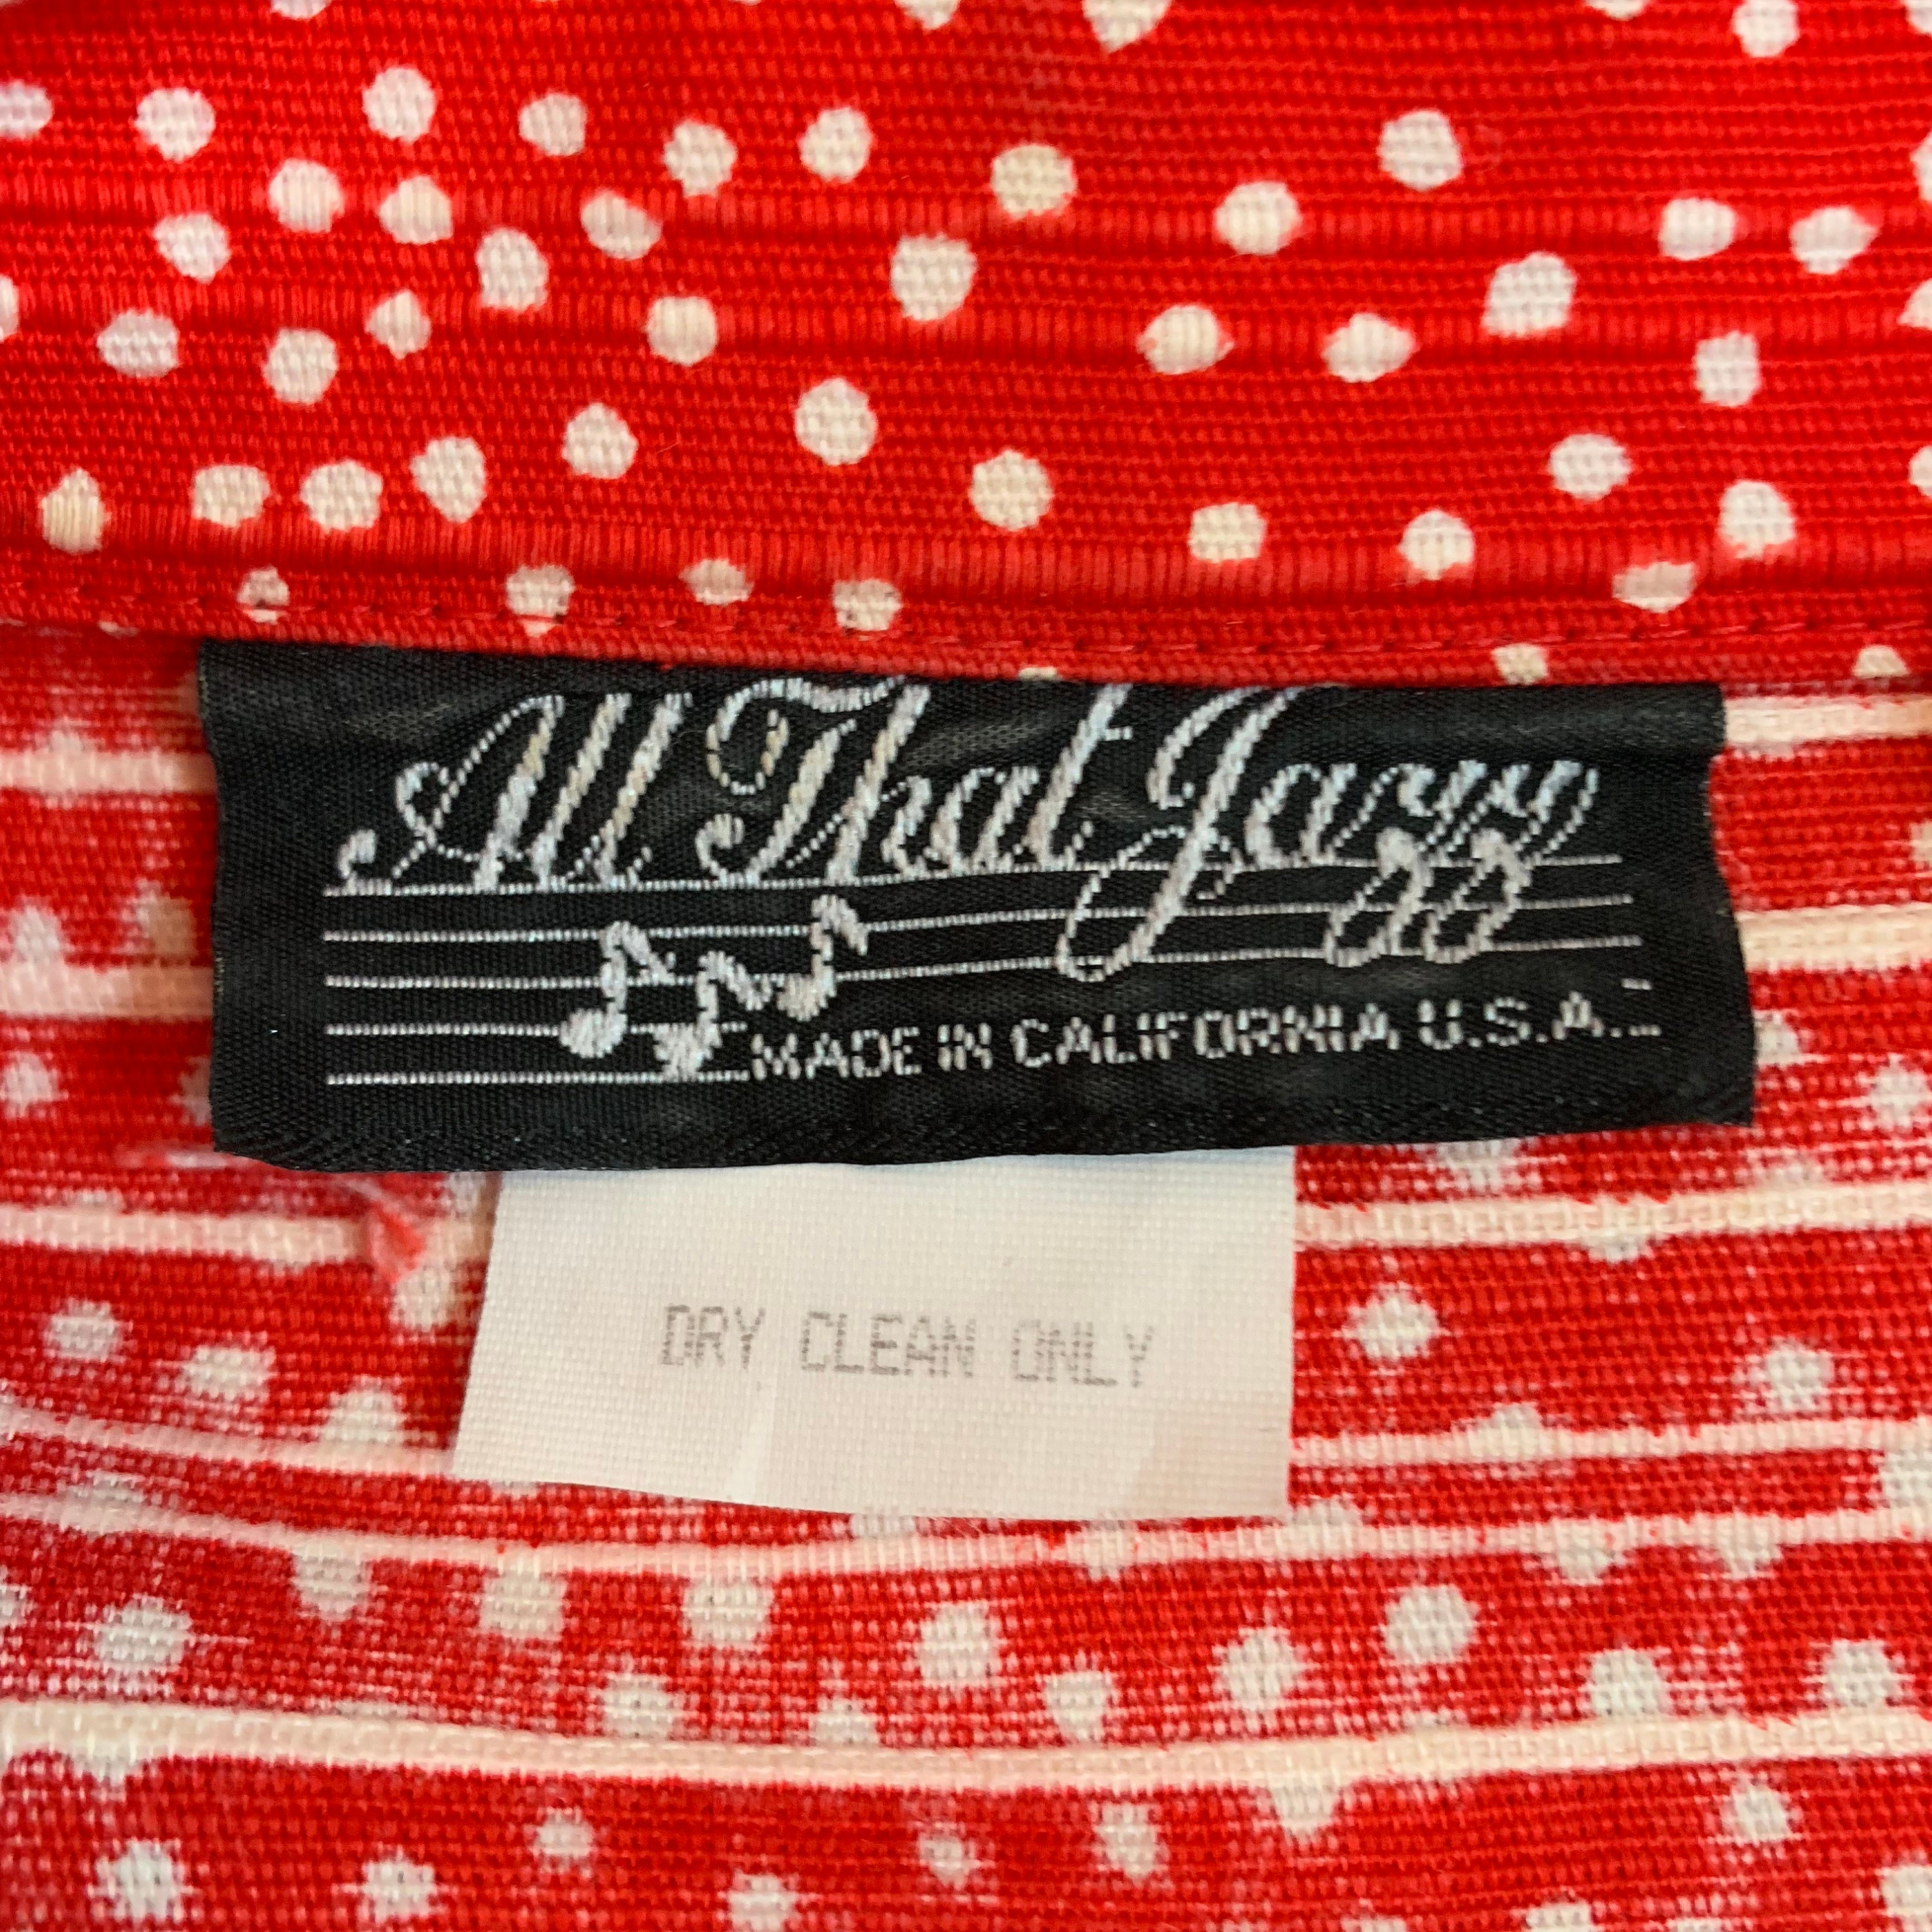 All That Jazz
MADE IN CALIFORNIA U.S.A.
DRY CLEAN ONLY